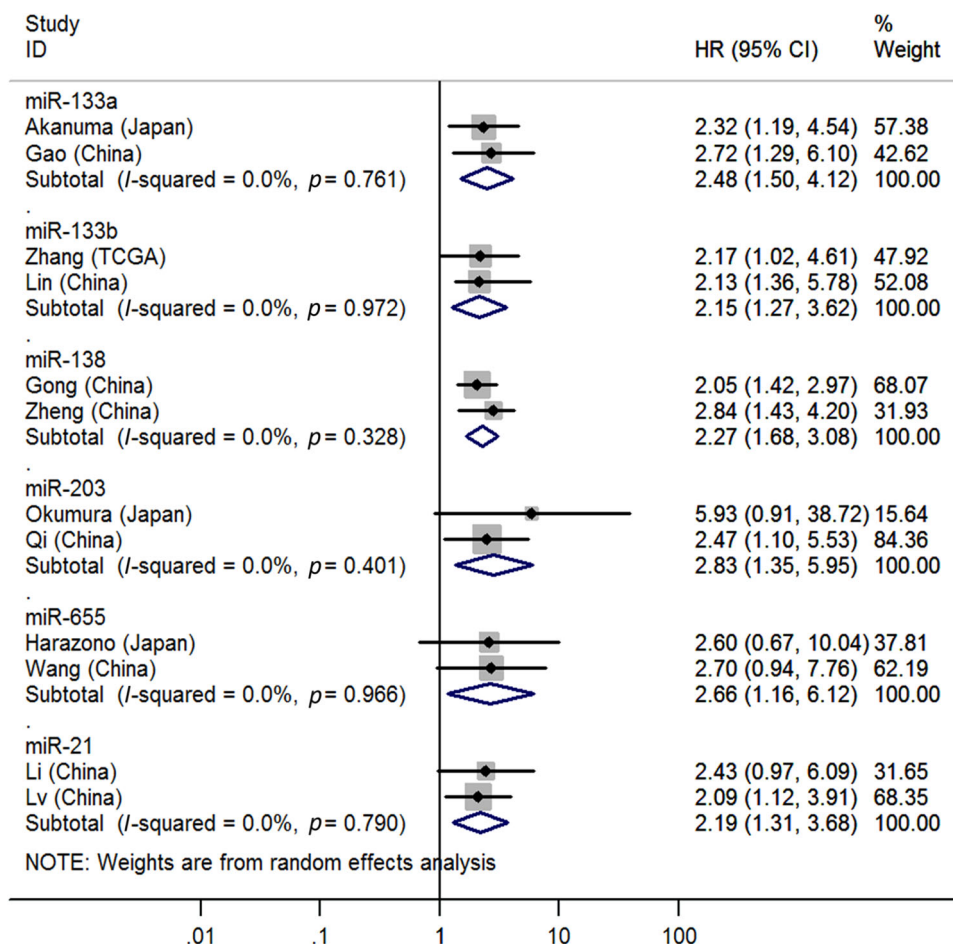 Study %
ID HR (95% CI) Weight
miR-133a
Akanuma (Japan) 2.32 (1.19, 4.54) 57.38
Gao (China) 2.72 (1.29, 6.10) 42.62
Subtotal (I-squared = 0.0%, p = 0.761) 2.48 (1.50, 4.12) 100.00
.
miR-133b
Zhang (TCGA) 2.17 (1.02, 4.61) 47.92
Lin (China) 2.13 (1.36, 5.78) 52.08
Subtotal (I-squared = 0.0%, p = 0.972) 2.15 (1.27, 3.62) 100.00
.
miR-138
Gong (China) 2.05 (1.42, 2.97) 68.07
Zheng (China) 2.84 (1.43, 4.20) 31.93
Subtotal (I-squared = 0.0%, p = 0.328) 2.27 (1.68, 3.08) 100.00
.
miR-203
Okumura (Japan) 5.93 (0.91, 38.72) 15.64
Qi (China) 2.47 (1.10, 5.53) 84.36
Subtotal (I-squared = 0.0%, p = 0.401) 2.83 (1.35, 5.95) 100.00
.
miR-655
Harazono (Japan) 2.60 (0.67, 10.04) 37.81
Wang (China) 2.70 (0.94, 7.76) 62.19
Subtotal (I-squared = 0.0%, p = 0.966) 2.66 (1.16, 6.12) 100.00
.
miR-21
Li (China) 2.43 (0.97, 6.09) 31.65
Lv (China) 2.09 (1.12, 3.91) 68.35
Subtotal (I-squared = 0.0%, p = 0.790) 2.19 (1.31, 3.68) 100.00
NOTE: Weights are from random effects analysis
.01 .1 1 10 100